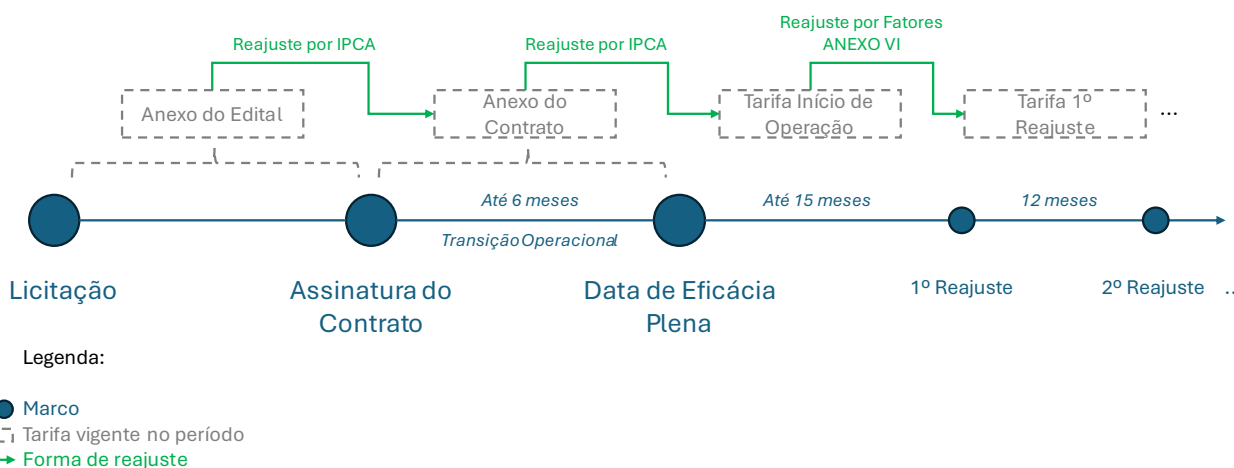 Reajuste por Fatores
ANEXO VI
Reajuste por IPCA
Reajuste por IPCA
Anexo do Edital
Anexo do
Contrato
Tarifa Início de
Operação
Tarifa 1º
Reajuste
...
Até 6 meses
Até 15 meses
12 meses
Transição Operacional
Licitação
Assinatura do
Contrato
Data de Eficácia
Plena
1º Reajuste
2º Reajuste
...
Legenda:
Marco
Tarifa vigente no período
Forma de reajuste